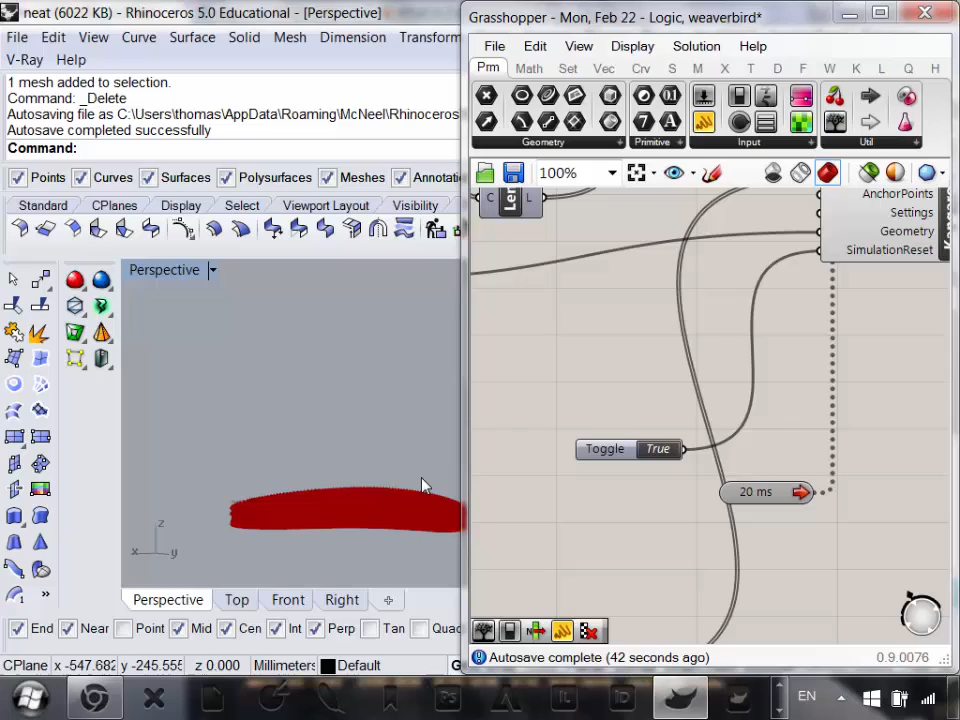 neat (6022 KB) - Rhinoceros 5.0 Educational - [Perspective]
File Edit View Curve Surface Solid Mesh Dimension Transform
V-Ray Help
1 mesh added to selection.
Command: _Delete
Autosaving file as C:\Users\thomas\AppData\Roaming\McNeel\Rhinoceros
Autosave completed successfully
Command:
Points Curves Surfaces Polysurfaces Meshes Annotatio
Standard CPlanes Display Select Viewport Layout Visibility
Perspective
z
x y
Perspective Top Front Right
End Near Point Mid Cen Int Perp Tan Quad
CPlane x -547.682 y -245.555 z 0.000 Millimeters Default G
Grasshopper - Mon, Feb 22 - Logic, weaverbird*
File Edit View Display Solution Help
Prm Math Set Vec Crv S M X T D F W K L Q H
Geometry Primitive Input Util
100%
C Len L
AnchorPoints
Settings
Geometry
SimulationReset
Kangaro
Toggle True
20 ms
Autosave complete (42 seconds ago) 0.9.0076
Ps EN